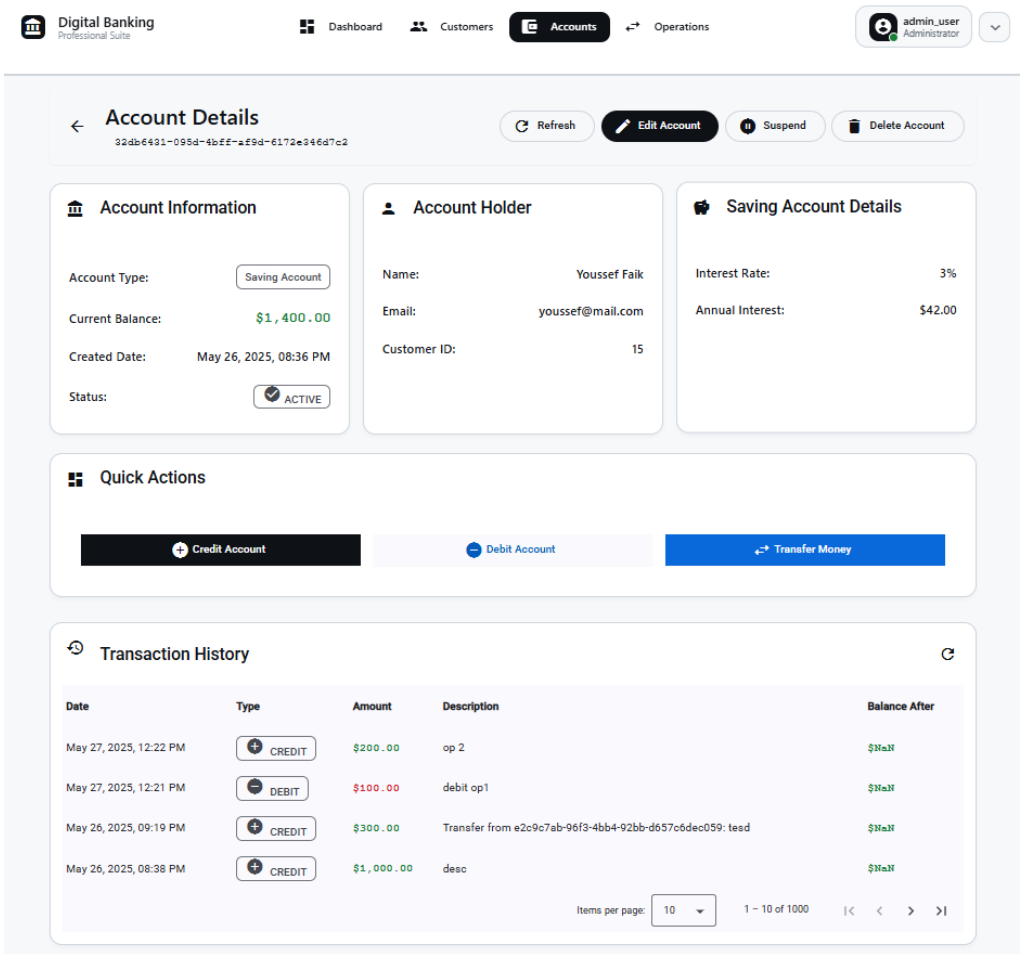 Digital Banking
Professional Suite
Dashboard
Customers
Accounts
Operations
admin_user
Administrator
Account Details
32db6431-095d-4bff-af9d-6172e346d7c2
Refresh
Edit Account
Suspend
Delete Account
Account Information
Account Type: Saving Account
Current Balance: $1,400.00
Created Date: May 26, 2025, 08:36 PM
Status: ACTIVE
Account Holder
Name: Youssef Faik
Email: youssef@mail.com
Customer ID: 15
Saving Account Details
Interest Rate: 3%
Annual Interest: $42.00
Quick Actions
Credit Account
Debit Account
Transfer Money
Transaction History
Date Type Amount Description Balance After
May 27, 2025, 12:22 PM CREDIT $200.00 op 2 $NaN
May 27, 2025, 12:21 PM DEBIT $100.00 debit op1 $NaN
May 26, 2025, 09:19 PM CREDIT $300.00 Transfer from e2c9c7ab-96f3-4bb4-92bb-d657c6dec059: tesd $NaN
May 26, 2025, 08:38 PM CREDIT $1,000.00 desc $NaN
Items per page: 10 1 – 10 of 1000